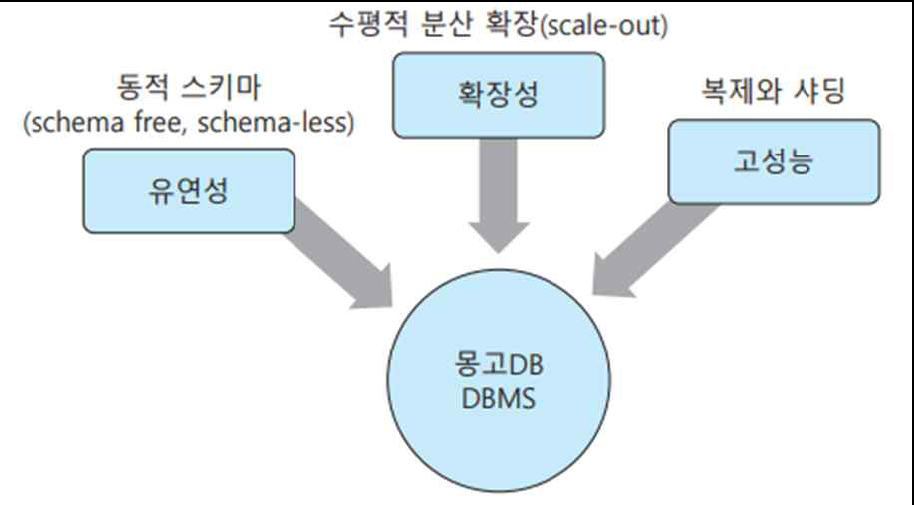 수평적 분산 확장(scale-out)
확장성
동적 스키마
(schema free, schema-less)
유연성
복제와 샤딩
고성능
몽고DB
DBMS